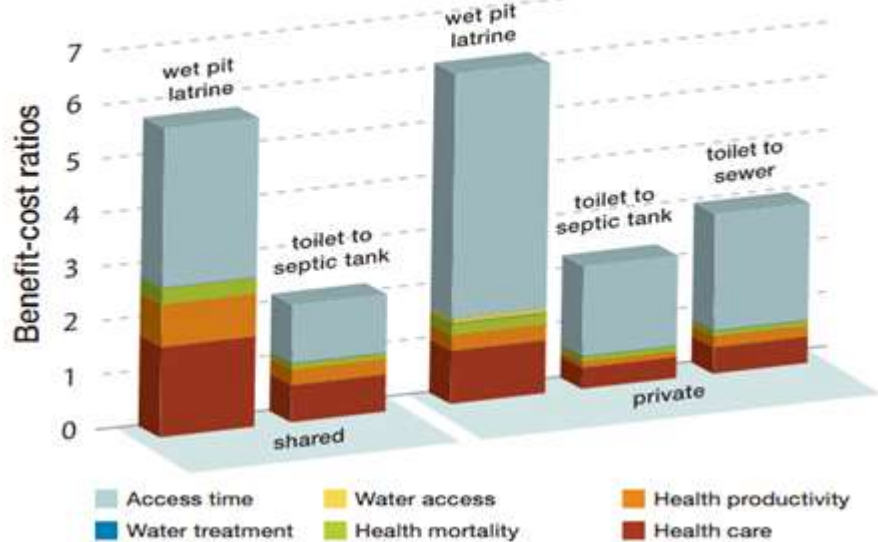 wet pit
latrine
wet pit
latrine
toilet to
septic tank
toilet to
septic tank
toilet to
sewer
Benefit-cost ratios
7
6
5
4
3
2
1
0
shared
private
Access time
Water access
Health productivity
Water treatment
Health mortality
Health care